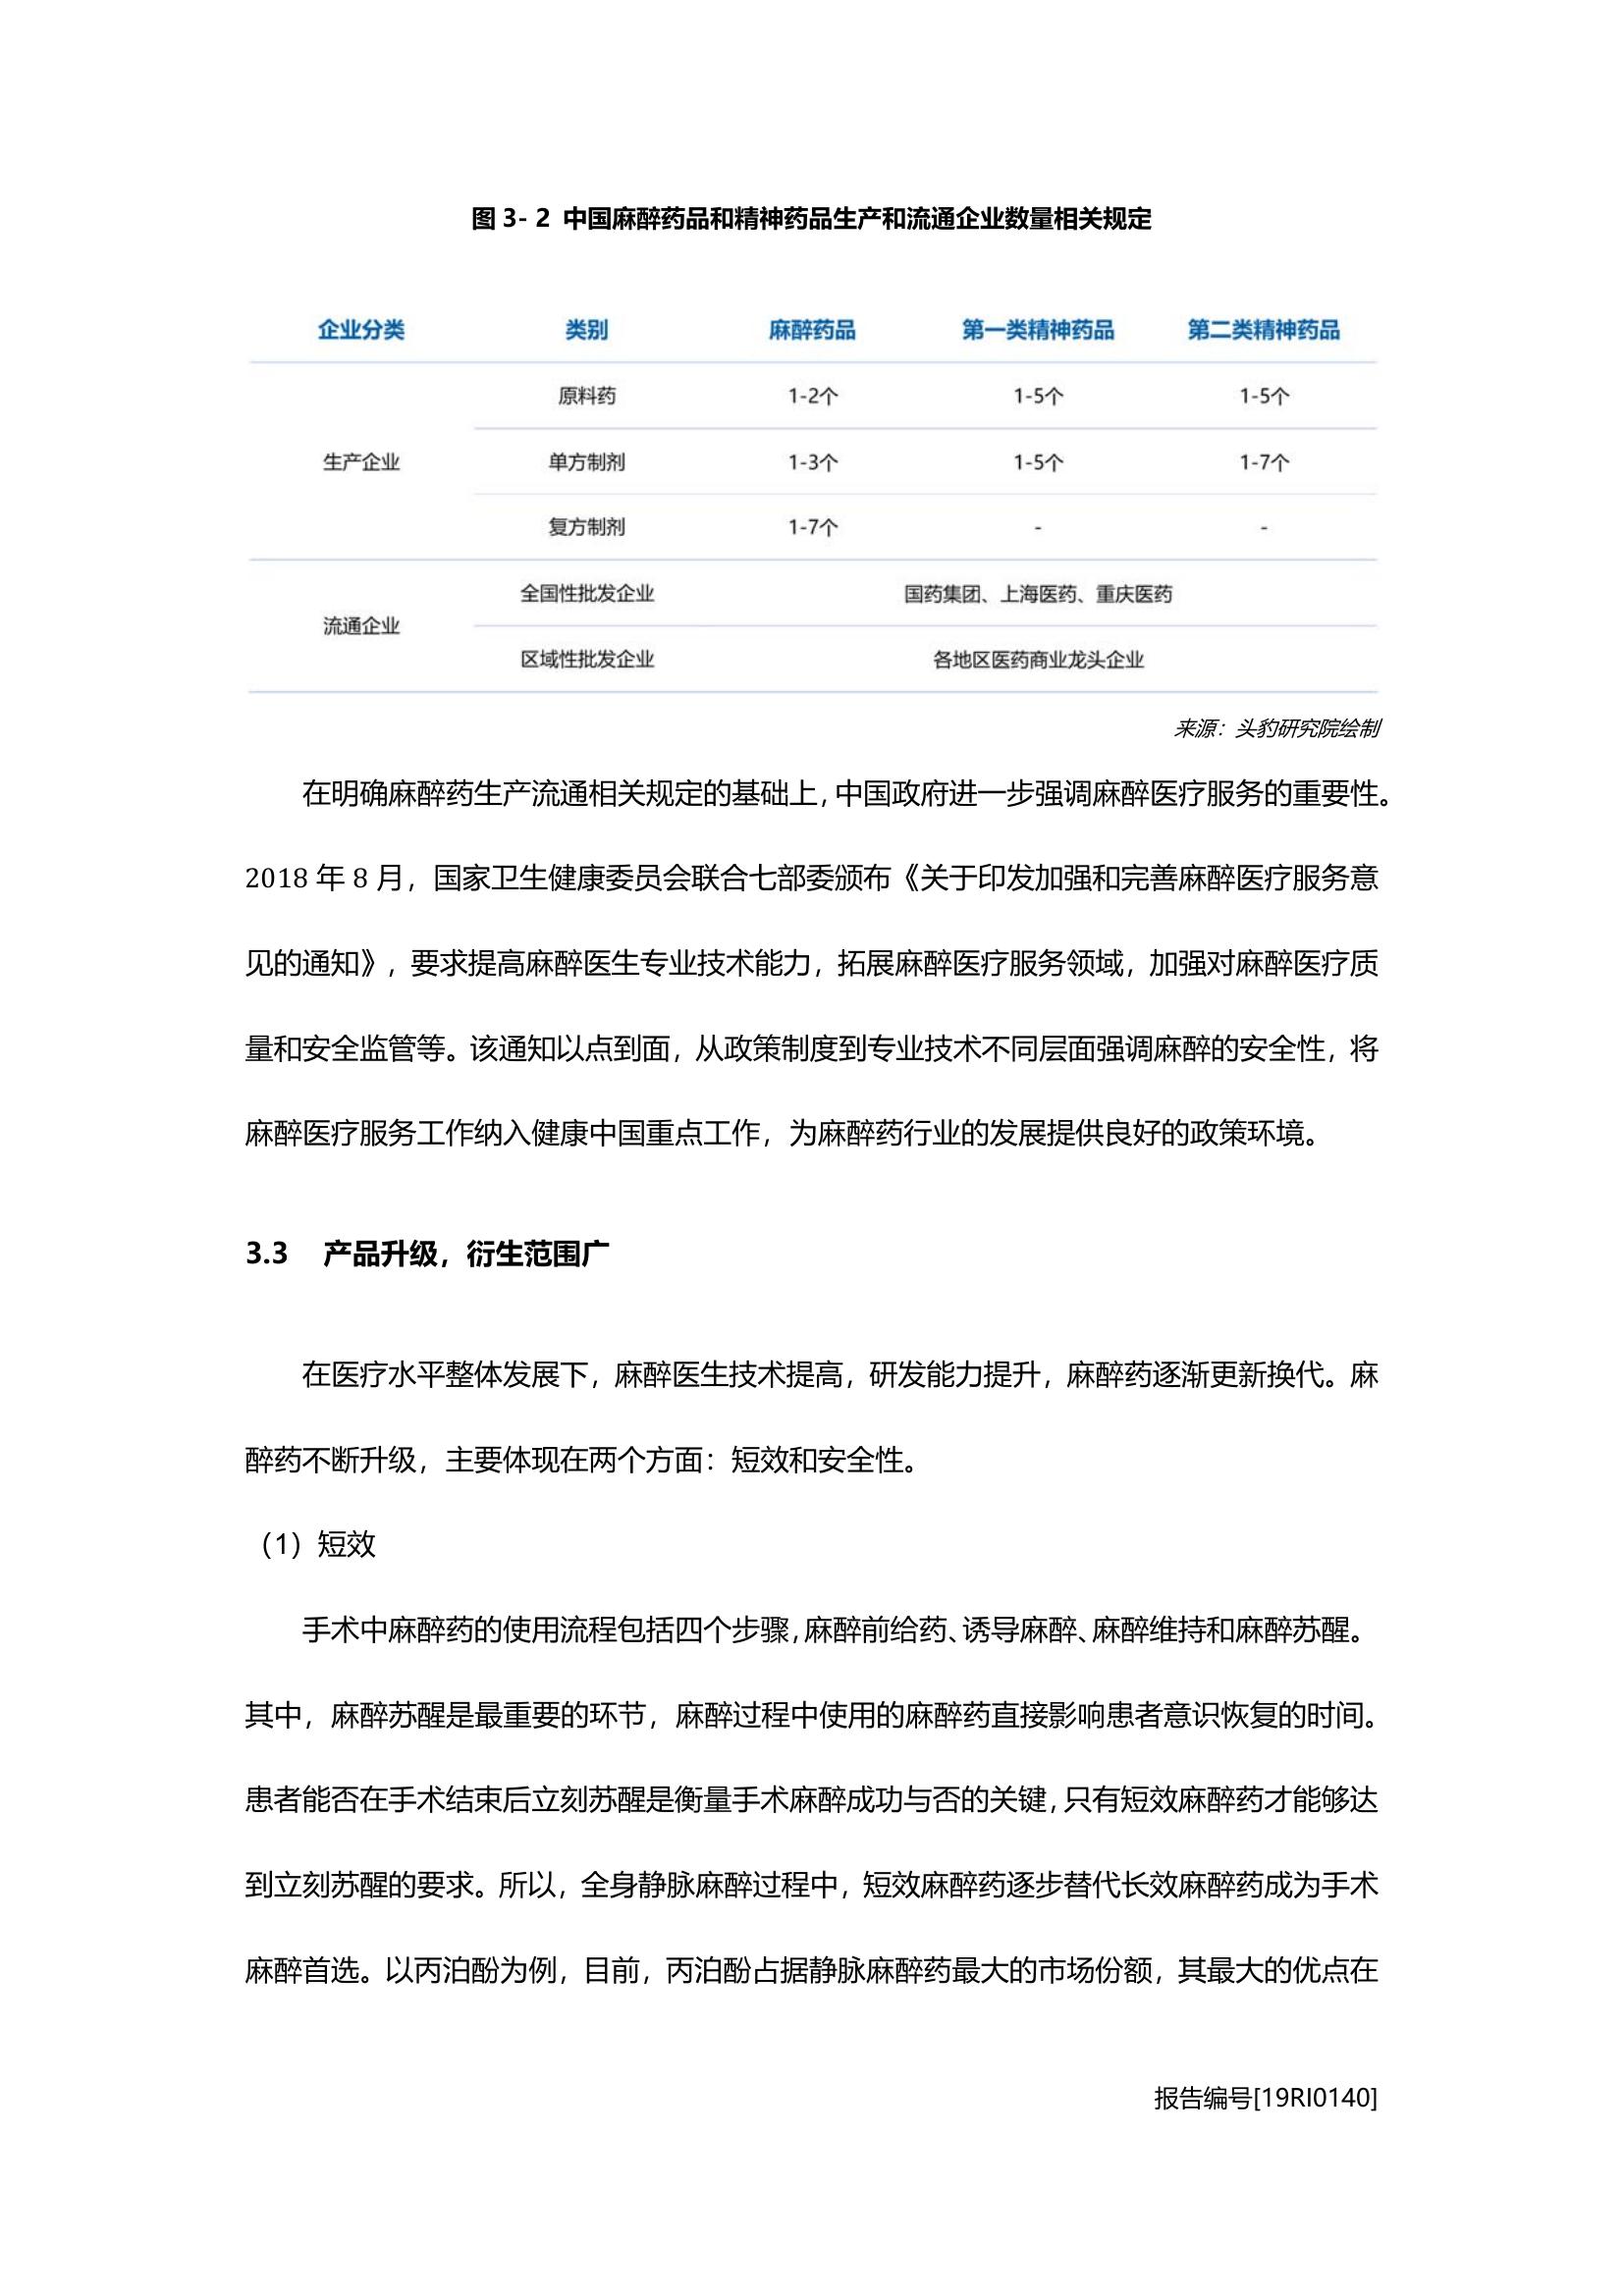 图 3- 2 中国麻醉药品和精神药品生产和流通企业数量相关规定
企业分类 类别 麻醉药品 第一类精神药品 第二类精神药品
原料药 1-2个 1-5个 1-5个
生产企业 单方制剂 1-3个 1-5个 1-7个
复方制剂 1-7个 - -
全国性批发企业 国药集团、上海医药、重庆医药
流通企业
区域性批发企业 各地区医药商业龙头企业
来源：头豹研究院绘制
在明确麻醉药生产流通相关规定的基础上，中国政府进一步强调麻醉医疗服务的重要性。
2018 年 8 月，国家卫生健康委员会联合七部委颁布《关于印发加强和完善麻醉医疗服务意
见的通知》，要求提高麻醉医生专业技术能力，拓展麻醉医疗服务领域，加强对麻醉医疗质
量和安全监管等。该通知以点到面，从政策制度到专业技术不同层面强调麻醉的安全性，将
麻醉医疗服务工作纳入健康中国重点工作，为麻醉药行业的发展提供良好的政策环境。
3.3 产品升级，衍生范围广
在医疗水平整体发展下，麻醉医生技术提高，研发能力提升，麻醉药逐渐更新换代。麻
醉药不断升级，主要体现在两个方面：短效和安全性。
（1）短效
手术中麻醉药的使用流程包括四个步骤，麻醉前给药、诱导麻醉、麻醉维持和麻醉苏醒。
其中，麻醉苏醒是最重要的环节，麻醉过程中使用的麻醉药直接影响患者意识恢复的时间。
患者能否在手术结束后立刻苏醒是衡量手术麻醉成功与否的关键，只有短效麻醉药才能够达
到立刻苏醒的要求。所以，全身静脉麻醉过程中，短效麻醉药逐步替代长效麻醉药成为手术
麻醉首选。以丙泊酚为例，目前，丙泊酚占据静脉麻醉药最大的市场份额，其最大的优点在
报告编号[19RI0140]